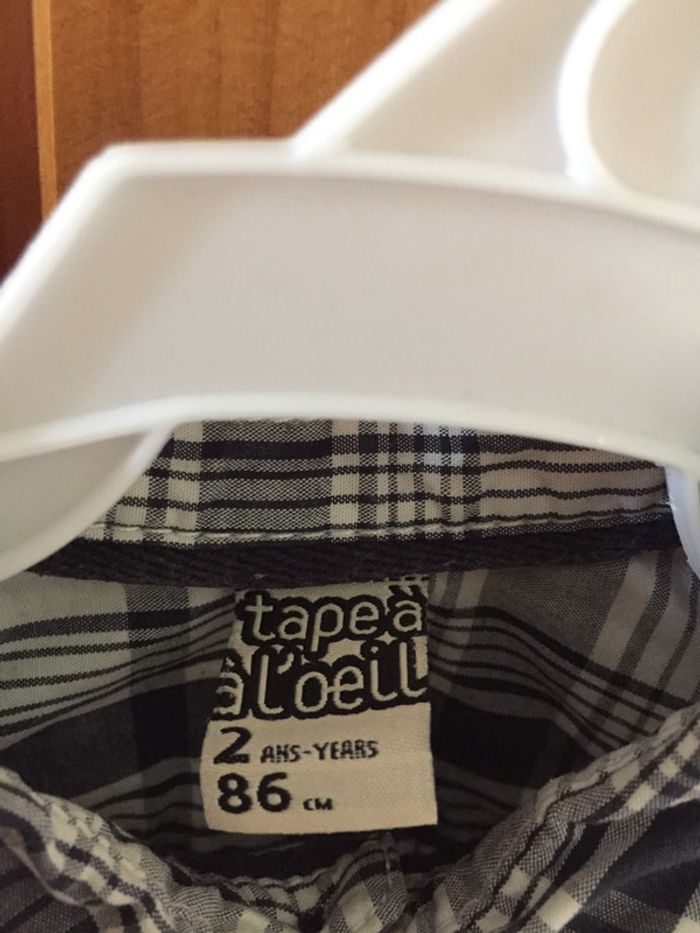 tape à
à l'oeil
2 ANS-YEARS
86 CM